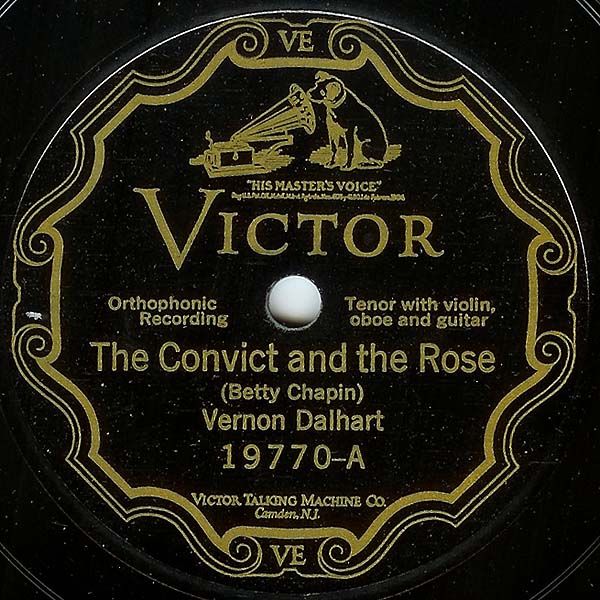 VE
"HIS MASTER'S VOICE"
VICTOR
Orthophonic
Recording
Tenor with violin,
oboe and guitar
The Convict and the Rose
(Betty Chapin)
Vernon Dalhart
19770-A
VICTOR TALKING MACHINE CO.
Camden, N.J.
VE